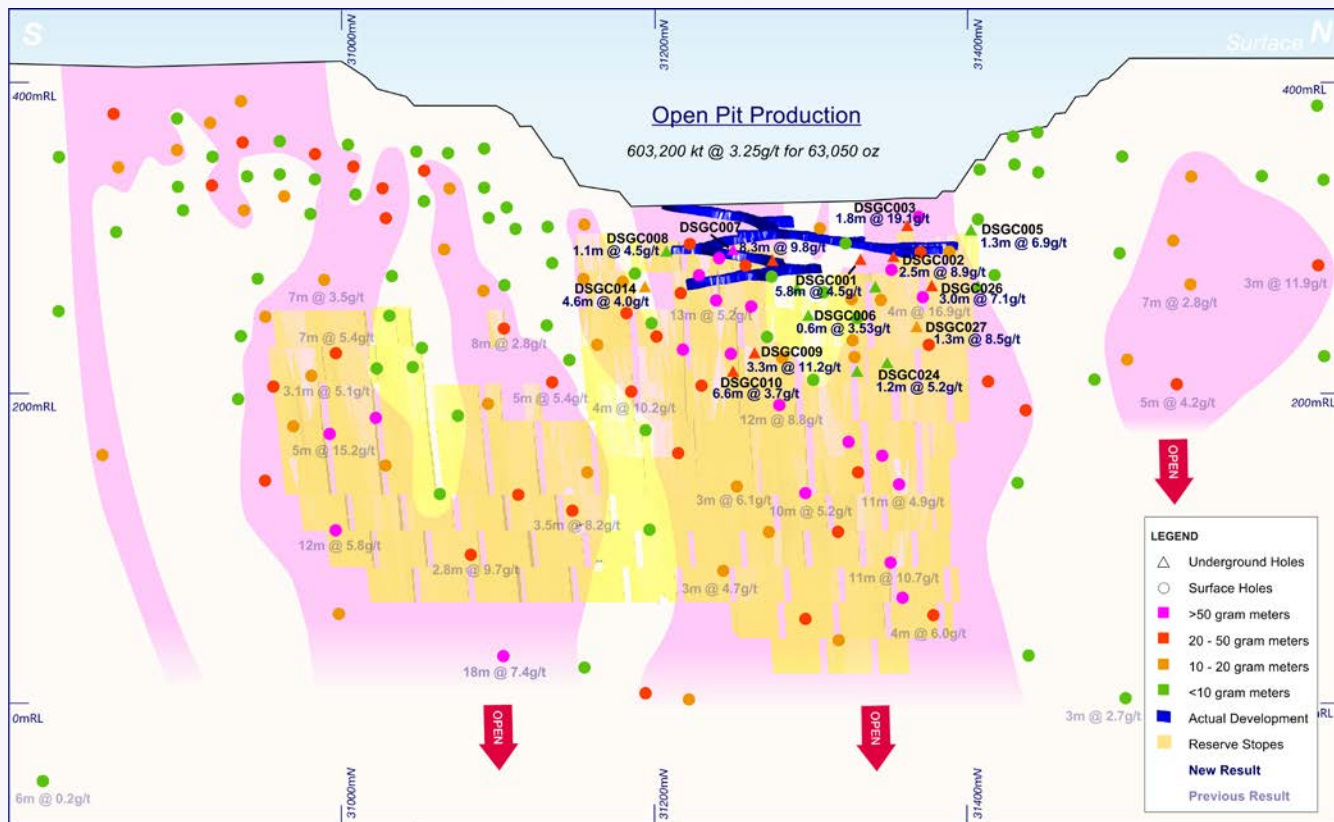 S
N
Surface
31000mN
31200mN
31400mN
400mRL
400mRL
Open Pit Production
603,200 kt @ 3.25g/t for 63,050 oz
DSGC003
1.8m @ 19.1g/t
DSGC007
8.3m @ 9.8g/t
DSGC008
1.1m @ 4.5g/t
DSGC005
1.3m @ 6.9g/t
DSGC002
2.5m @ 8.9g/t
DSGC001
5.8m @ 4.5g/t
DSGC014
4.6m @ 4.0g/t
DSGC026
3.0m @ 7.1g/t
3m @ 11.9g/t
7m @ 3.5g/t
7m @ 2.8g/t
13m @ 5.2g/t
4m @ 16.9g/t
DSGC006
0.6m @ 3.53g/t
DSGC027
1.3m @ 8.5g/t
7m @ 5.4g/t
8m @ 2.8g/t
DSGC009
3.3m @ 11.2g/t
DSGC010
6.6m @ 3.7g/t
DSGC024
1.2m @ 5.2g/t
3.1m @ 5.1g/t
5m @ 5.4g/t
4m @ 10.2g/t
5m @ 4.2g/t
200mRL
200mRL
12m @ 8.8g/t
5m @ 15.2g/t
OPEN
3m @ 6.1g/t
11m @ 4.9g/t
10m @ 5.2g/t
3.5m @ 8.2g/t
12m @ 5.8g/t
2.8m @ 9.7g/t
3m @ 4.7g/t
11m @ 10.7g/t
4m @ 6.0g/t
18m @ 7.4g/t
0mRL
3m @ 2.7g/t
OPEN
OPEN
6m @ 0.2g/t
31000mN
31200mN
31400mN
LEGEND
Underground Holes
Surface Holes
>50 gram meters
20 - 50 gram meters
10 - 20 gram meters
<10 gram meters
Actual Development
Reserve Stopes
New Result
Previous Result